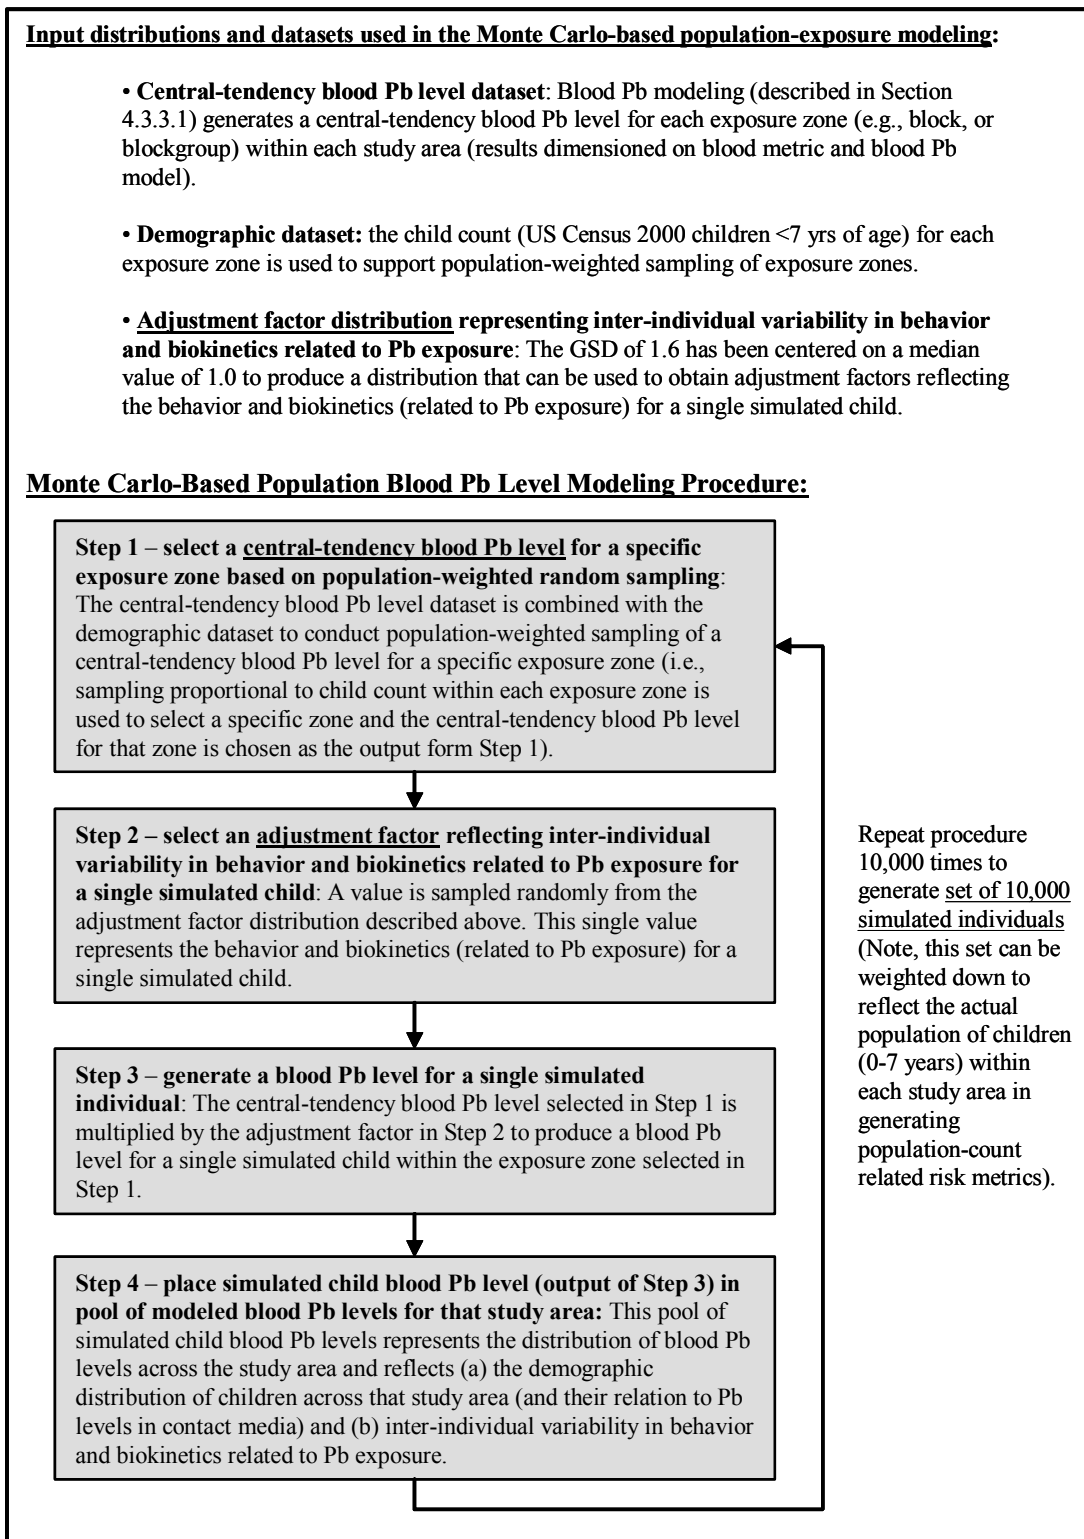 Input distributions and datasets used in the Monte Carlo-based population-exposure modeling:
• Central-tendency blood Pb level dataset: Blood Pb modeling (described in Section
4.3.3.1) generates a central-tendency blood Pb level for each exposure zone (e.g., block, or
blockgroup) within each study area (results dimensioned on blood metric and blood Pb
model).
• Demographic dataset: the child count (US Census 2000 children <7 yrs of age) for each
exposure zone is used to support population-weighted sampling of exposure zones.
• Adjustment factor distribution representing inter-individual variability in behavior
and biokinetics related to Pb exposure: The GSD of 1.6 has been centered on a median
value of 1.0 to produce a distribution that can be used to obtain adjustment factors reflecting
the behavior and biokinetics (related to Pb exposure) for a single simulated child.
Monte Carlo-Based Population Blood Pb Level Modeling Procedure:
Step 1 – select a central-tendency blood Pb level for a specific
exposure zone based on population-weighted random sampling:
The central-tendency blood Pb level dataset is combined with the
demographic dataset to conduct population-weighted sampling of a
central-tendency blood Pb level for a specific exposure zone (i.e.,
sampling proportional to child count within each exposure zone is
used to select a specific zone and the central-tendency blood Pb level
for that zone is chosen as the output form Step 1).
Step 2 – select an adjustment factor reflecting inter-individual
variability in behavior and biokinetics related to Pb exposure for
a single simulated child: A value is sampled randomly from the
adjustment factor distribution described above. This single value
represents the behavior and biokinetics (related to Pb exposure) for a
single simulated child.
Step 3 – generate a blood Pb level for a single simulated
individual: The central-tendency blood Pb level selected in Step 1 is
multiplied by the adjustment factor in Step 2 to produce a blood Pb
level for a single simulated child within the exposure zone selected in
Step 1.
Step 4 – place simulated child blood Pb level (output of Step 3) in
pool of modeled blood Pb levels for that study area: This pool of
simulated child blood Pb levels represents the distribution of blood Pb
levels across the study area and reflects (a) the demographic
distribution of children across that study area (and their relation to Pb
levels in contact media) and (b) inter-individual variability in behavior
and biokinetics related to Pb exposure.
Repeat procedure
10,000 times to
generate set of 10,000
simulated individuals
(Note, this set can be
weighted down to
reflect the actual
population of children
(0-7 years) within
each study area in
generating
population-count
related risk metrics).